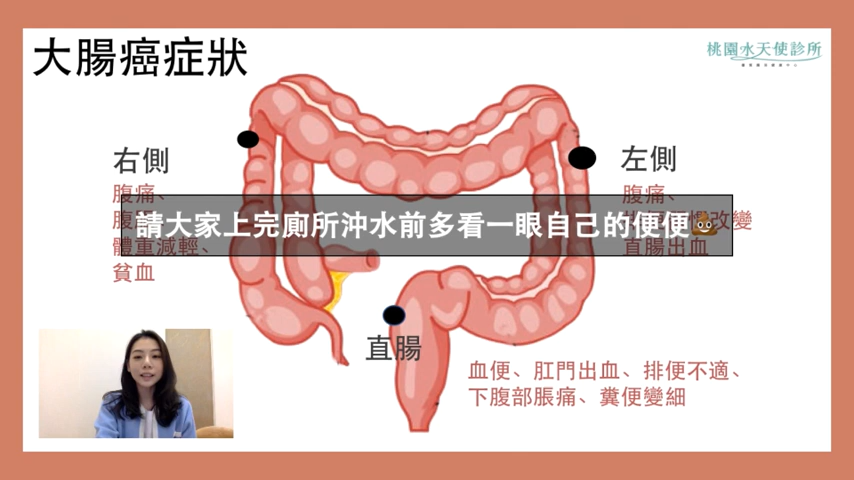 大腸癌症狀
桃園水天使診所
右側
腹痛、
體重減輕、
貧血
左側
腹痛、
改變
直腸出血
請大家上完廁所沖水前多看一眼自己的便便💩
直腸
血便、肛門出血、排便不適、
下腹部脹痛、糞便變細